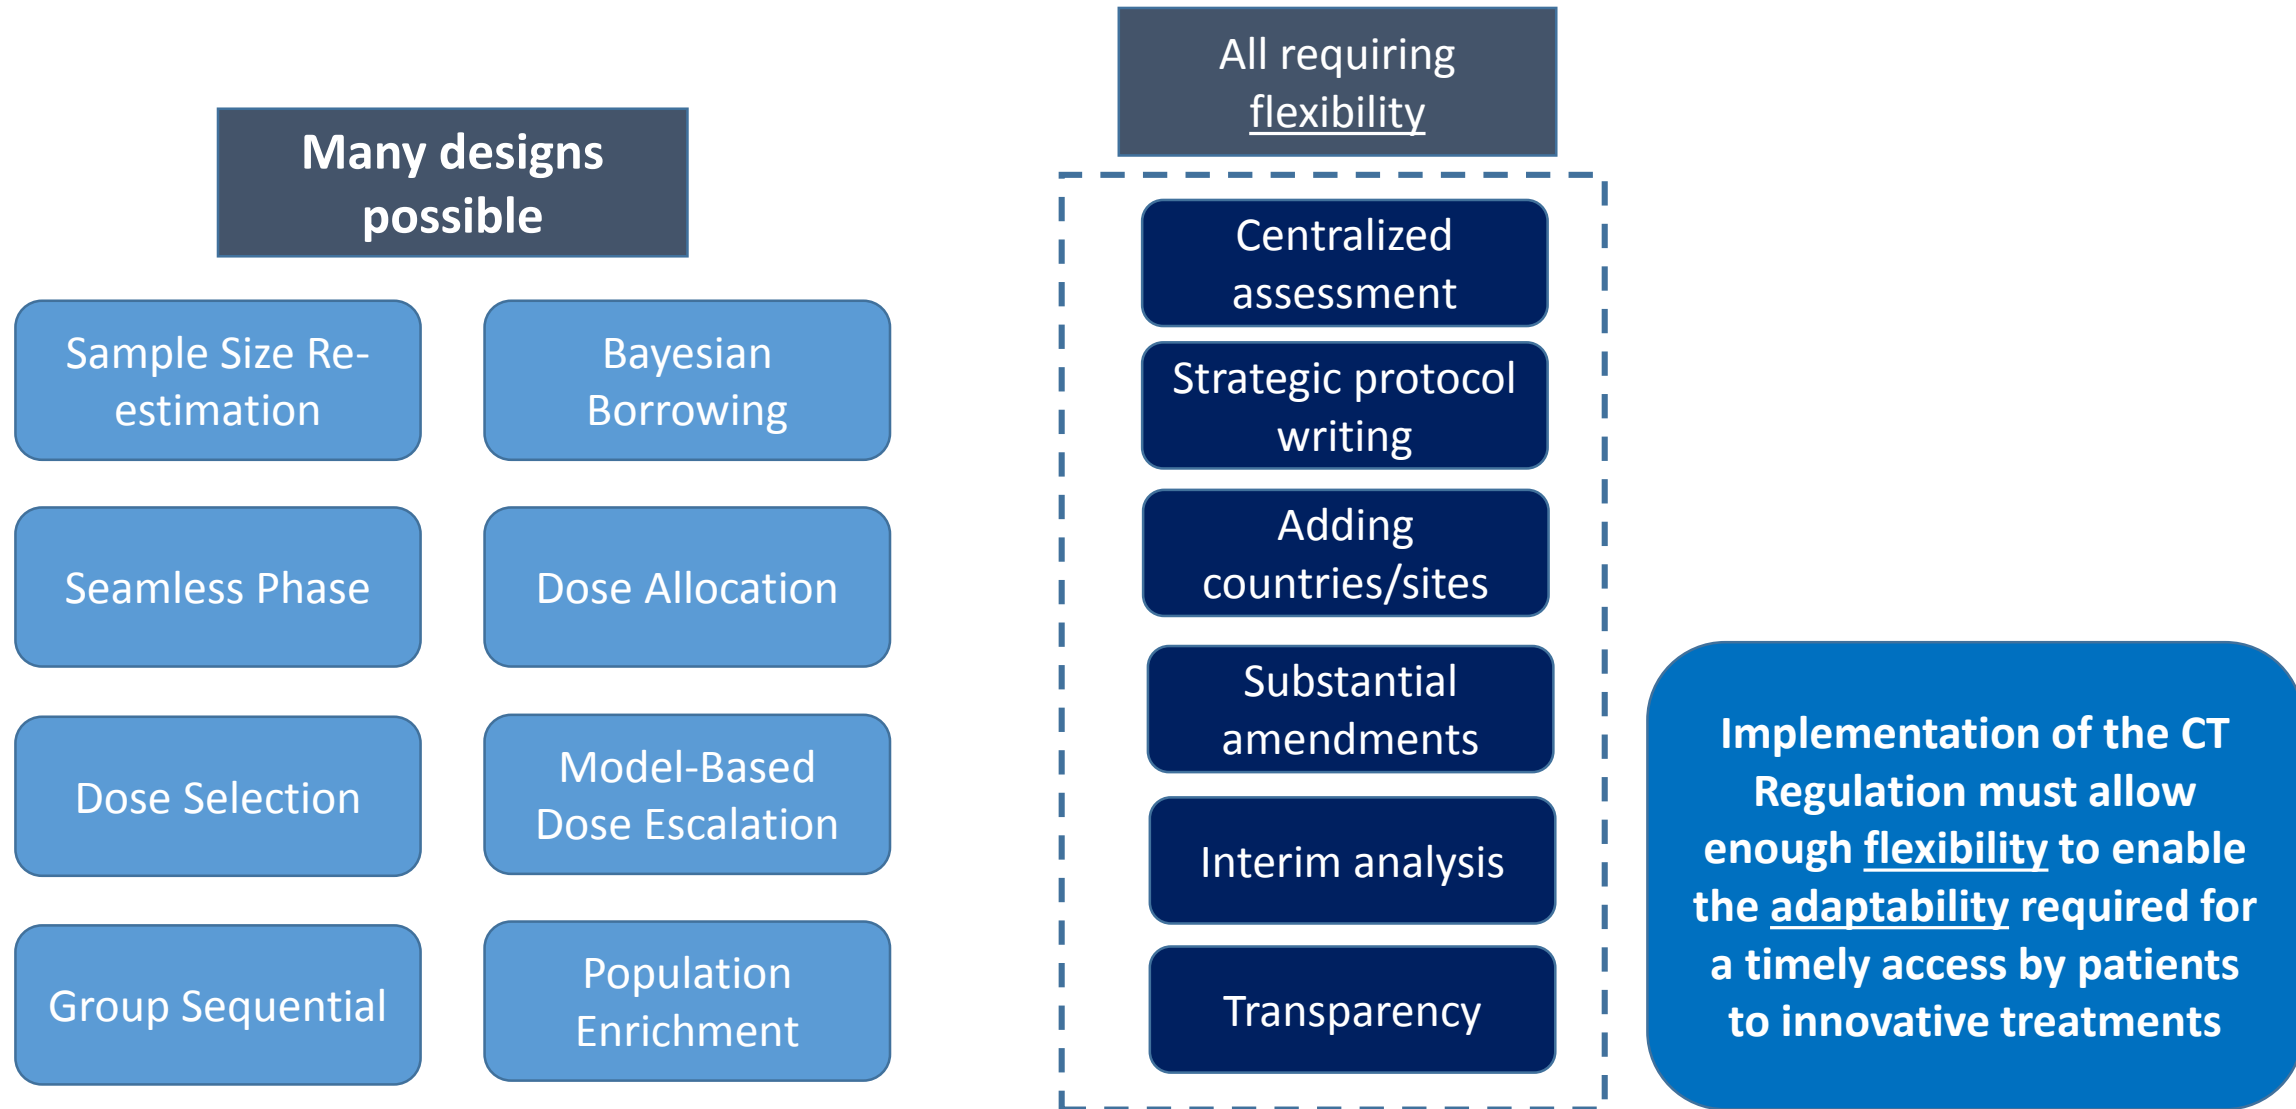 Many designs
possible
Sample Size Re-
estimation
Bayesian
Borrowing
Seamless Phase
Dose Allocation
Dose Selection
Model-Based
Dose Escalation
Group Sequential
Population
Enrichment
All requiring
flexibility
Centralized
assessment
Strategic protocol
writing
Adding
countries/sites
Substantial
amendments
Interim analysis
Transparency
Implementation of the CT
Regulation must allow
enough flexibility to enable
the adaptability required for
a timely access by patients
to innovative treatments